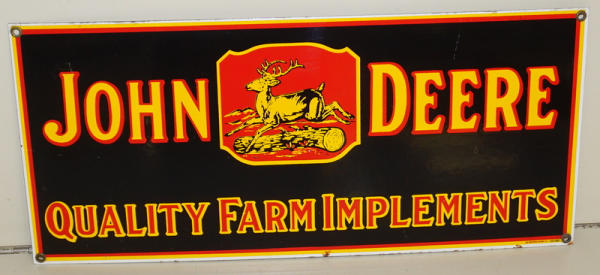 JOHN DEERE
QUALITY FARM IMPLEMENTS